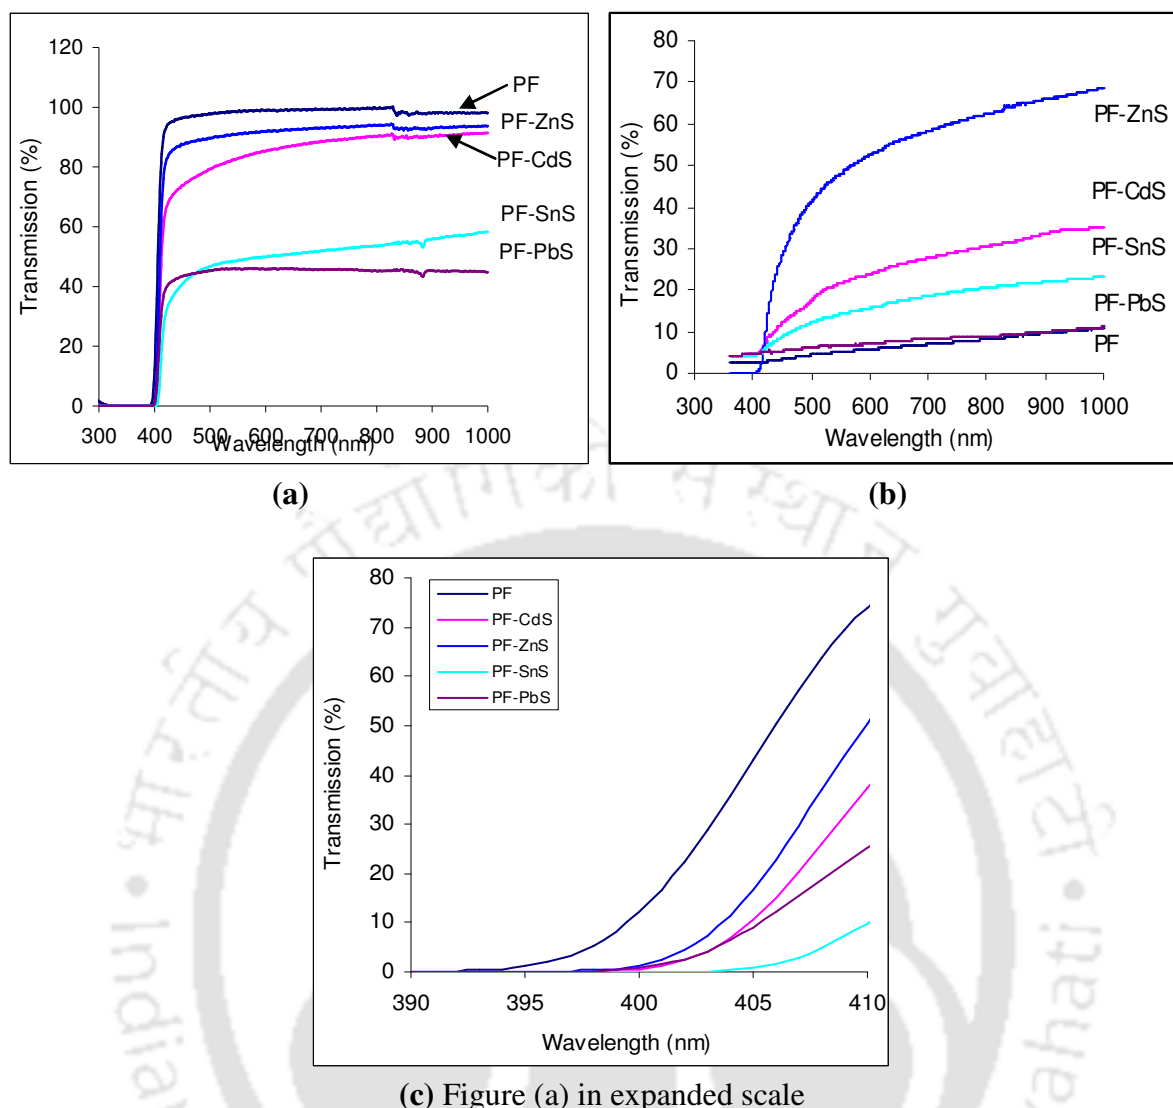 120
100
80
60
40
20
0
Transmission (%)
300 400 500 600 700 800 900 1000
Wavelength (nm)
PF
PF-ZnS
PF-CdS
PF-SnS
PF-PbS
(a)
80
70
60
50
40
30
20
10
0
Transmission (%)
300 400 500 600 700 800 900 1000
Wavelength (nm)
PF-ZnS
PF-CdS
PF-SnS
PF-PbS
PF
(b)
80
70
60
50
40
30
20
10
0
Transmission (%)
390 395 400 405 410
Wavelength (nm)
PF
PF-CdS
PF-ZnS
PF-SnS
PF-PbS
(c) Figure (a) in expanded scale